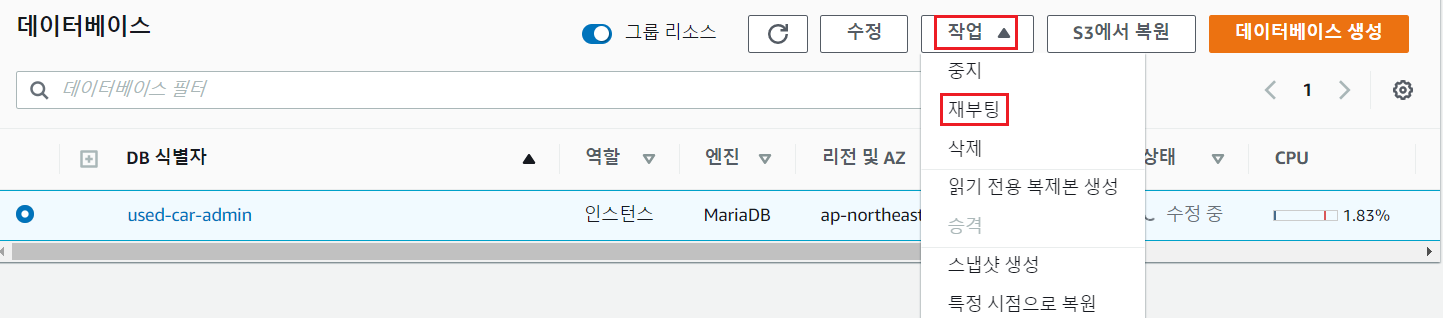 데이터베이스
그룹 리소스
수정
작업
S3에서 복원
데이터베이스 생성
데이터베이스 필터
1
중지
재부팅
삭제
읽기 전용 복제본 생성
승격
스냅샷 생성
특정 시점으로 복원
DB 식별자
역할
엔진
리전 및 AZ
상태
CPU
used-car-admin
인스턴스
MariaDB
ap-northeast
수정 중
1.83%